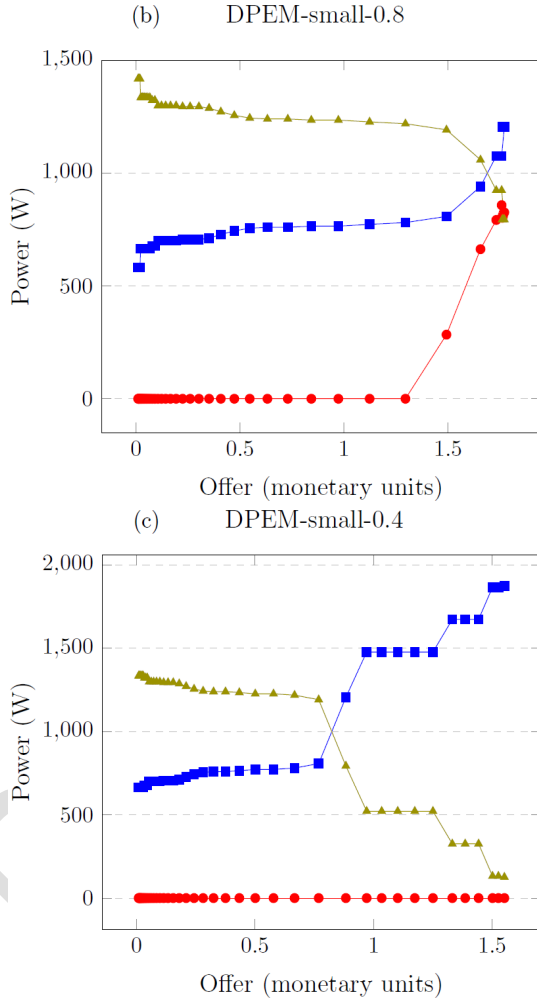 (b) DPEM-small-0.8
1,500
1,000
500
0
Power (W)
0 0.5 1 1.5
Offer (monetary units)
(c) DPEM-small-0.4
2,000
1,500
1,000
500
0
Power (W)
0 0.5 1 1.5
Offer (monetary units)